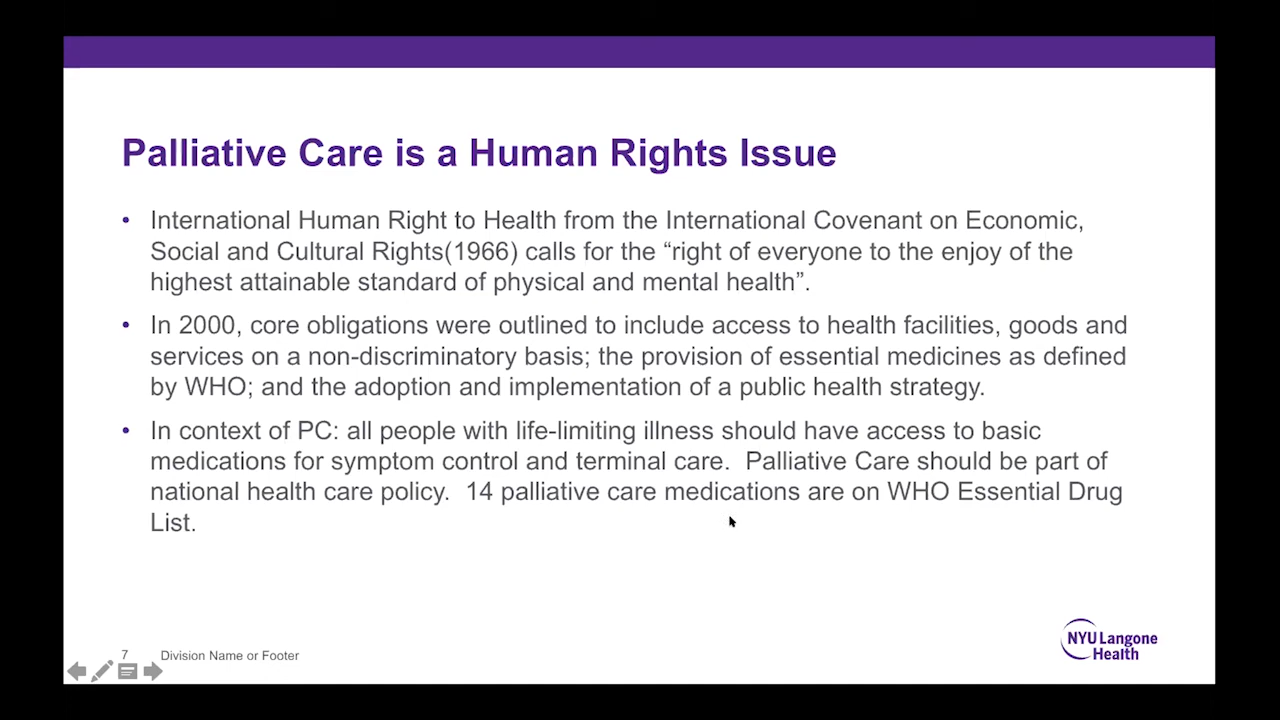 Palliative Care is a Human Rights Issue
• International Human Right to Health from the International Covenant on Economic,
Social and Cultural Rights(1966) calls for the “right of everyone to the enjoy of the
highest attainable standard of physical and mental health”.
• In 2000, core obligations were outlined to include access to health facilities, goods and
services on a non-discriminatory basis; the provision of essential medicines as defined
by WHO; and the adoption and implementation of a public health strategy.
• In context of PC: all people with life-limiting illness should have access to basic
medications for symptom control and terminal care.  Palliative Care should be part of
national health care policy.  14 palliative care medications are on WHO Essential Drug
List.
NYU Langone
Health
7 Division Name or Footer